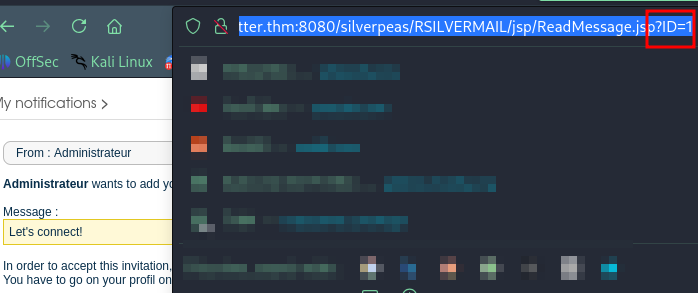 tter.thm:8080/silverpeas/RSILVERMAIL/jsp/ReadMessage.jsp?ID=1
OffSec
Kali Linux
My notifications >
From : Administrateur
Administrateur wants to add yo
Message :
Let's connect!
In order to accept this invitation,
You have to go on your profil on